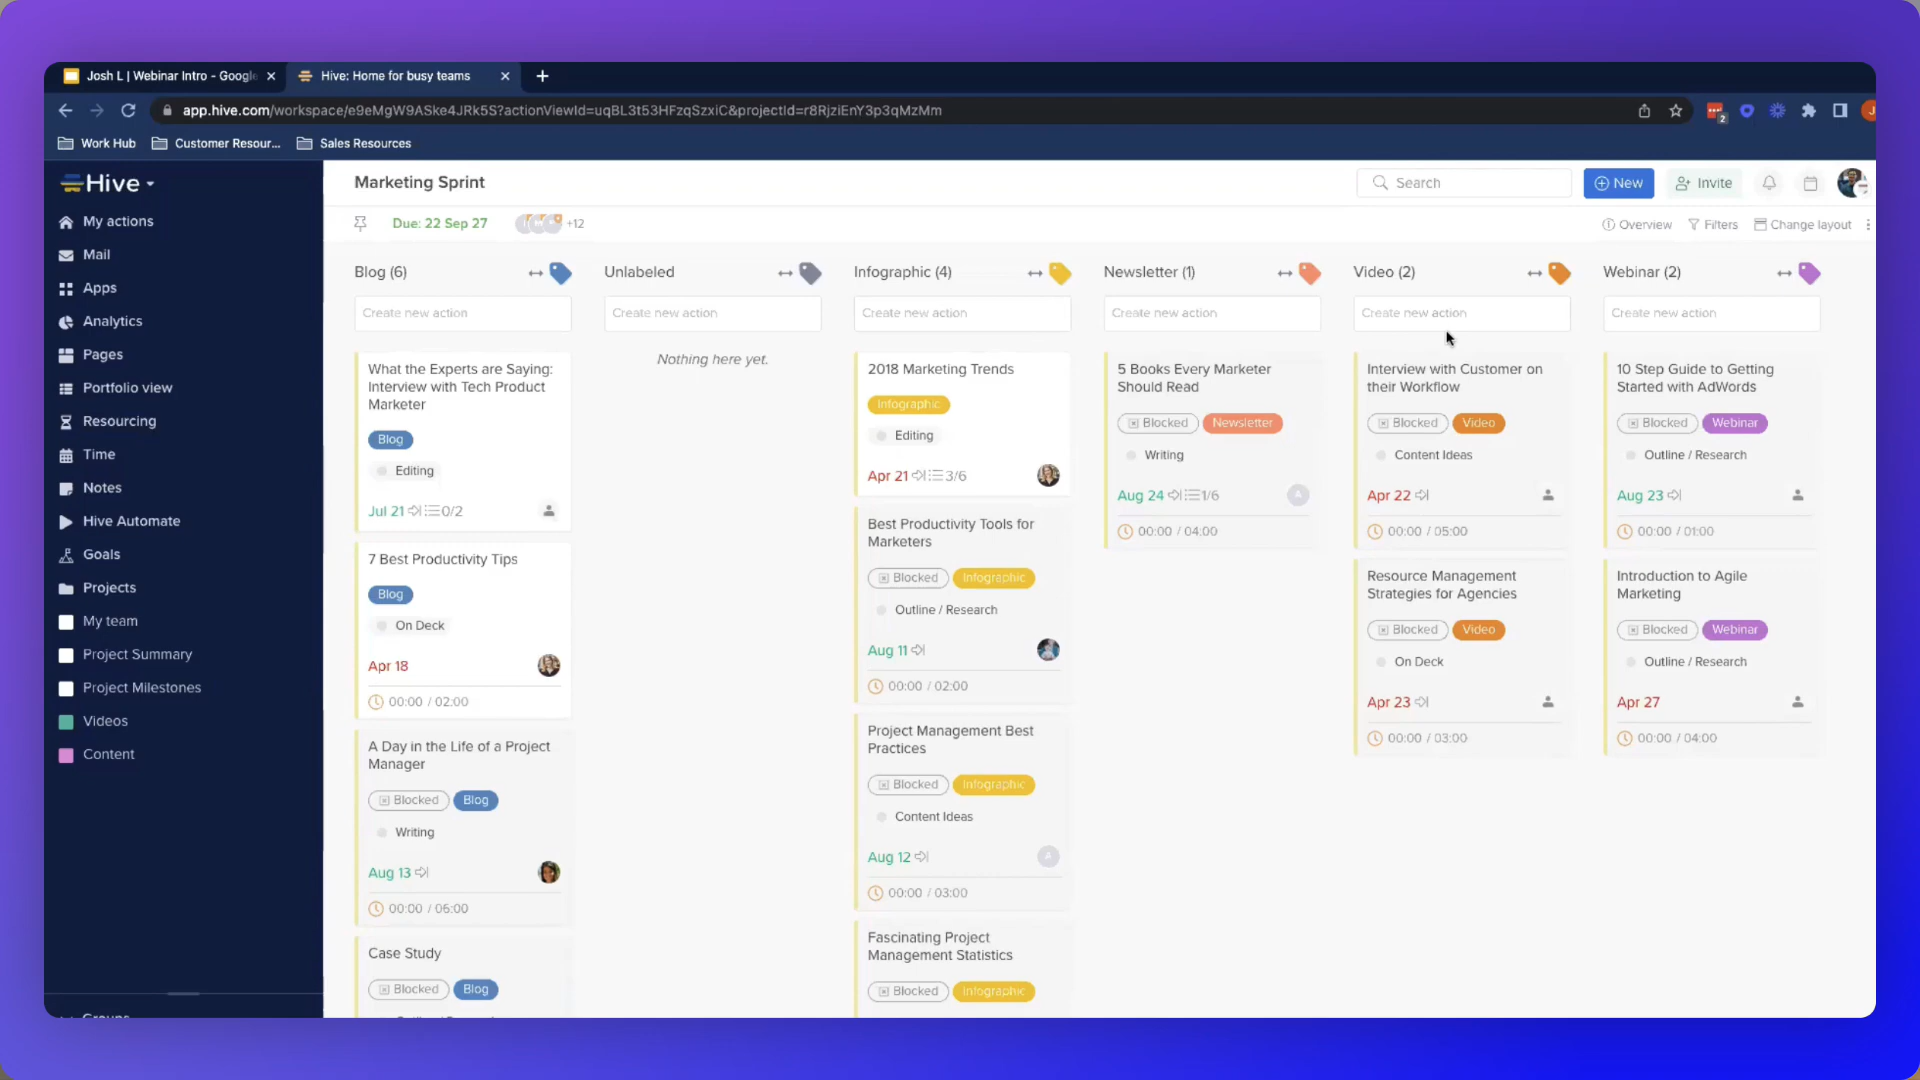 Josh L | Webinar Intro - Google
Hive: Home for busy teams
app.hive.com/workspace/e9eMgW9ASke4JRk5S?actionViewId=uqBL3t53HFzqSzxiC&projectId=r8RjziEnY3p3qMzMm
2
J
Work Hub
Customer Resour...
Sales Resources
Hive
My actions
Mail
Apps
Analytics
Pages
Portfolio view
Resourcing
Time
Notes
Hive Automate
Goals
Projects
My team
Project Summary
Project Milestones
Videos
Content
Marketing Sprint
Search
New
Invite
Due: 22 Sep 27
+12
Overview
Filters
Change layout
Blog (6)
Create new action
What the Experts are Saying:
Interview with Tech Product
Marketer
Blog
Editing
Jul 21
0/2
7 Best Productivity Tips
Blog
On Deck
Apr 18
00:00 / 02:00
A Day in the Life of a Project
Manager
Blocked
Blog
Writing
Aug 13
00:00 / 06:00
Case Study
Blocked
Blog
Unlabeled
Create new action
Nothing here yet.
Infographic (4)
Create new action
2018 Marketing Trends
Infographic
Editing
Apr 21
3/6
Best Productivity Tools for
Marketers
Blocked
Infographic
Outline / Research
Aug 11
00:00 / 02:00
Project Management Best
Practices
Blocked
Infographic
Content Ideas
Aug 12
A
00:00 / 03:00
Fascinating Project
Management Statistics
Blocked
Infographic
Newsletter (1)
Create new action
5 Books Every Marketer
Should Read
Blocked
Newsletter
Writing
Aug 24
1/6
A
00:00 / 04:00
Video (2)
Create new action
Interview with Customer on
their Workflow
Blocked
Video
Content Ideas
Apr 22
00:00 / 05:00
Resource Management
Strategies for Agencies
Blocked
Video
On Deck
Apr 23
00:00 / 03:00
Webinar (2)
Create new action
10 Step Guide to Getting
Started with AdWords
Blocked
Webinar
Outline / Research
Aug 23
00:00 / 01:00
Introduction to Agile
Marketing
Blocked
Webinar
Outline / Research
Apr 27
00:00 / 04:00